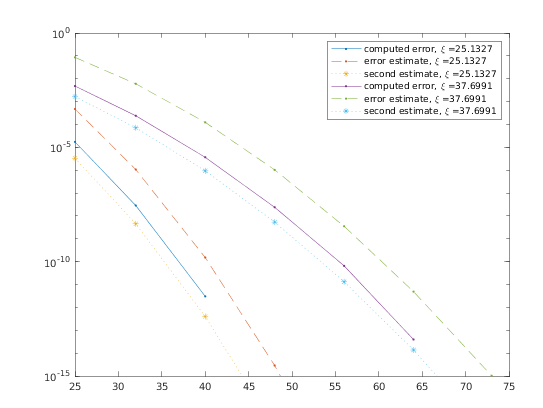 10^0
10^-5
10^-10
10^-15
computed error, ξ =25.1327
error estimate, ξ =25.1327
second estimate, ξ =25.1327
computed error, ξ =37.6991
error estimate, ξ =37.6991
second estimate, ξ =37.6991
25 30 35 40 45 50 55 60 65 70 75